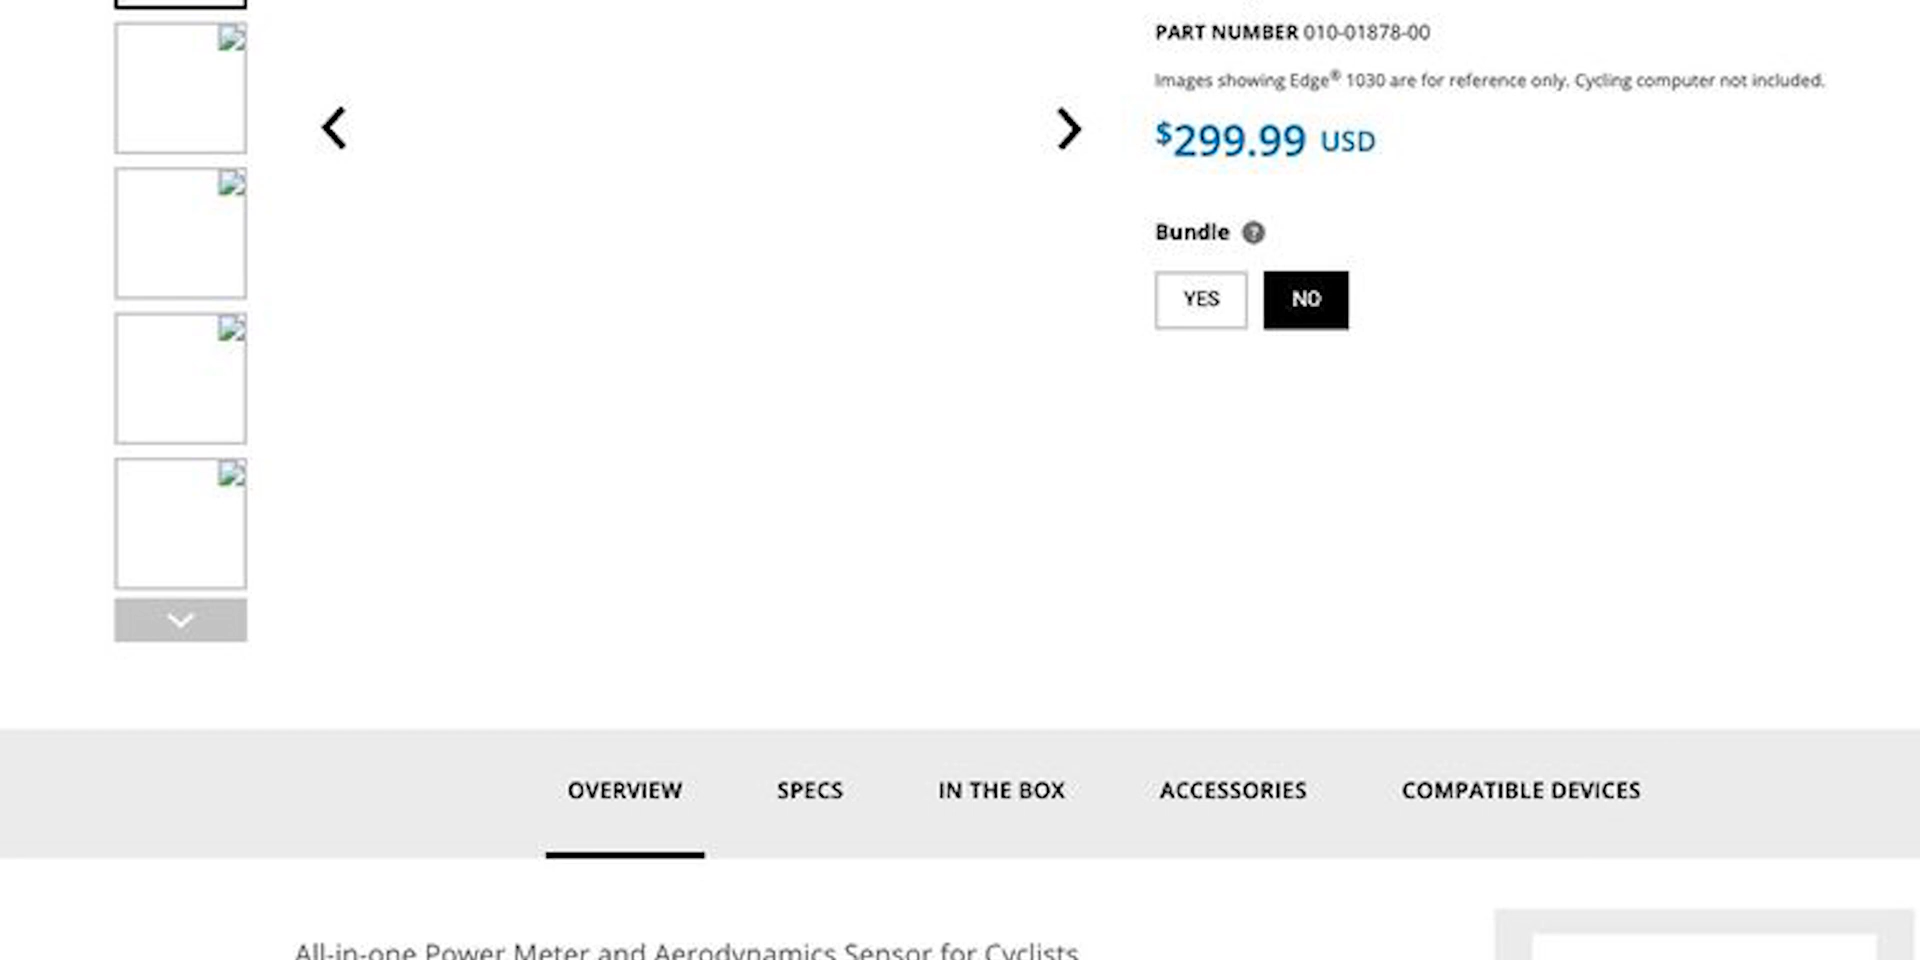 PART NUMBER 010-01878-00
Images showing Edge® 1030 are for reference only. Cycling computer not included.
$299.99 USD
Bundle ?
YES NO
OVERVIEW SPECS IN THE BOX ACCESSORIES COMPATIBLE DEVICES
All-in-one Power Meter and Aerodynamics Sensor for Cyclists